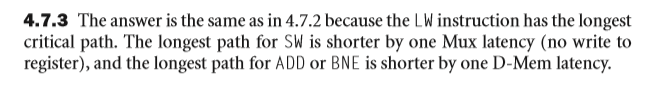 4.7.3 The answer is the same as in 4.7.2 because the LW instruction has the longest
critical path. The longest path for SW is shorter by one Mux latency (no write to
register), and the longest path for ADD or BNE is shorter by one D-Mem latency.